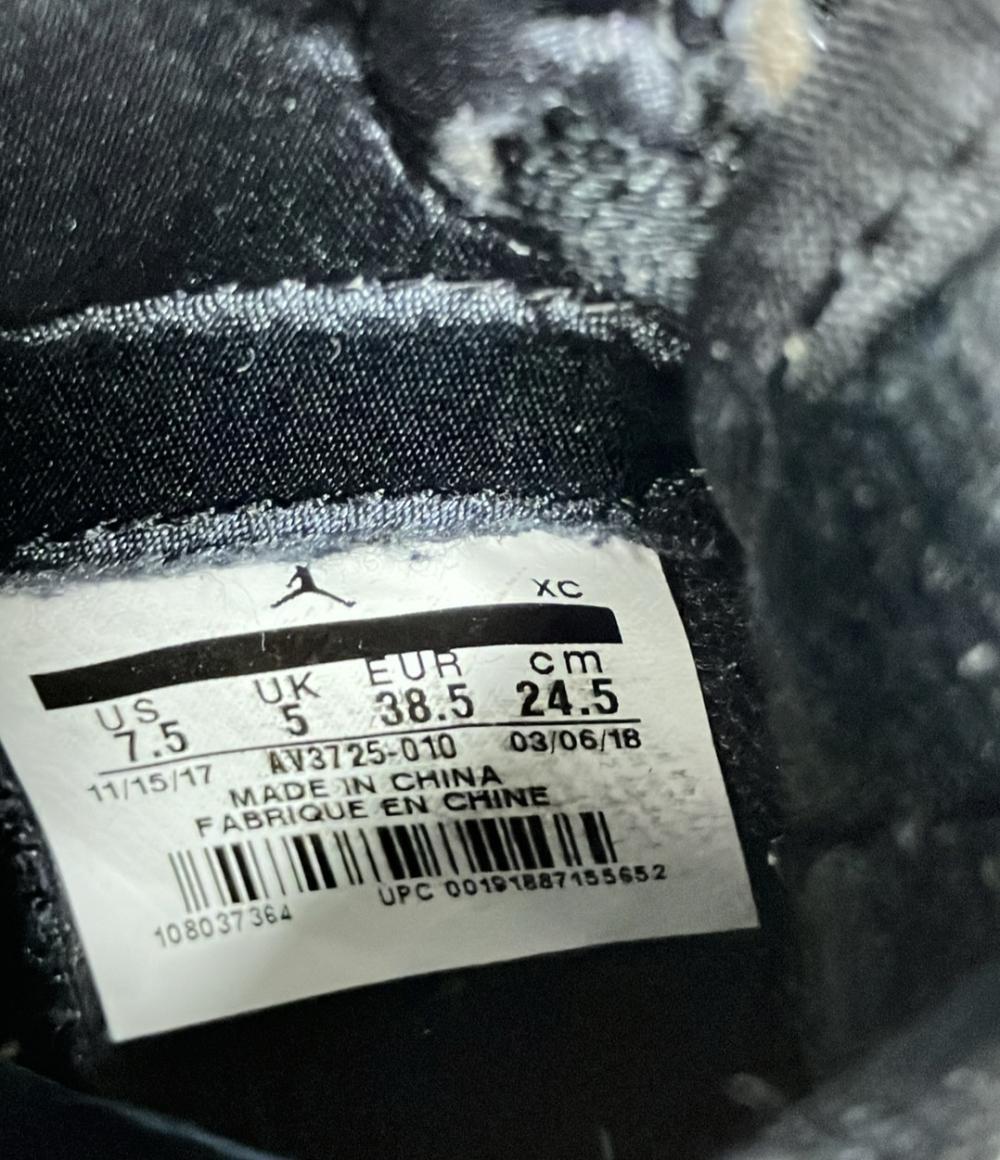 XC
US UK EUR cm
7.5 5 38.5 24.5
11/15/17 AV3725-010 03/06/18
MADE IN CHINA
FABRIQUE EN CHINE
108037364 UPC 00191887155652